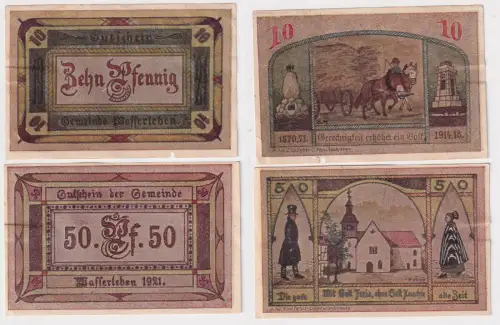 10 Gutschein 10
Zehn Pfennig
10 Gemeinde Wasserleben 10
10 10
1870.71. Gerechtigkeit erhöhet ein Volk. 1914.18.
Gutschein der Gemeinde
50. Pf. 50
Wasserleben 1921.
50 50
Die gute alte Zeit